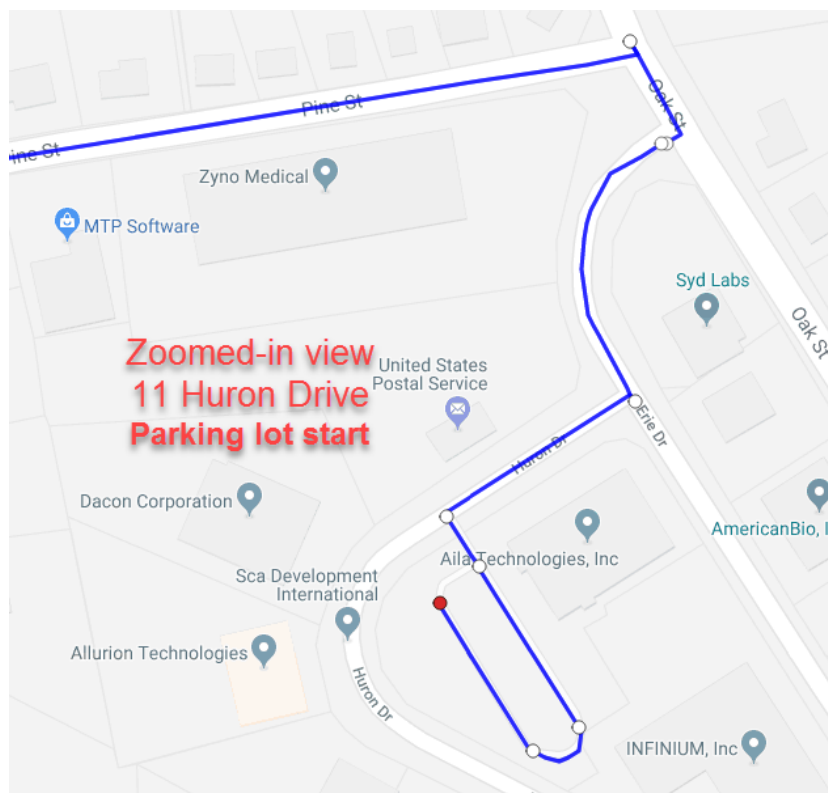 Pine St
Oak St
ine St
Zyno Medical
MTP Software
Syd Labs
Oak St
Zoomed-in view
11 Huron Drive
Parking lot start
United States
Postal Service
Erie Dr
Huron Dr
Dacon Corporation
AmericanBio, L
Aila Technologies, Inc
Sca Development
International
Allurion Technologies
Huron Dr
INFINIUM, Inc